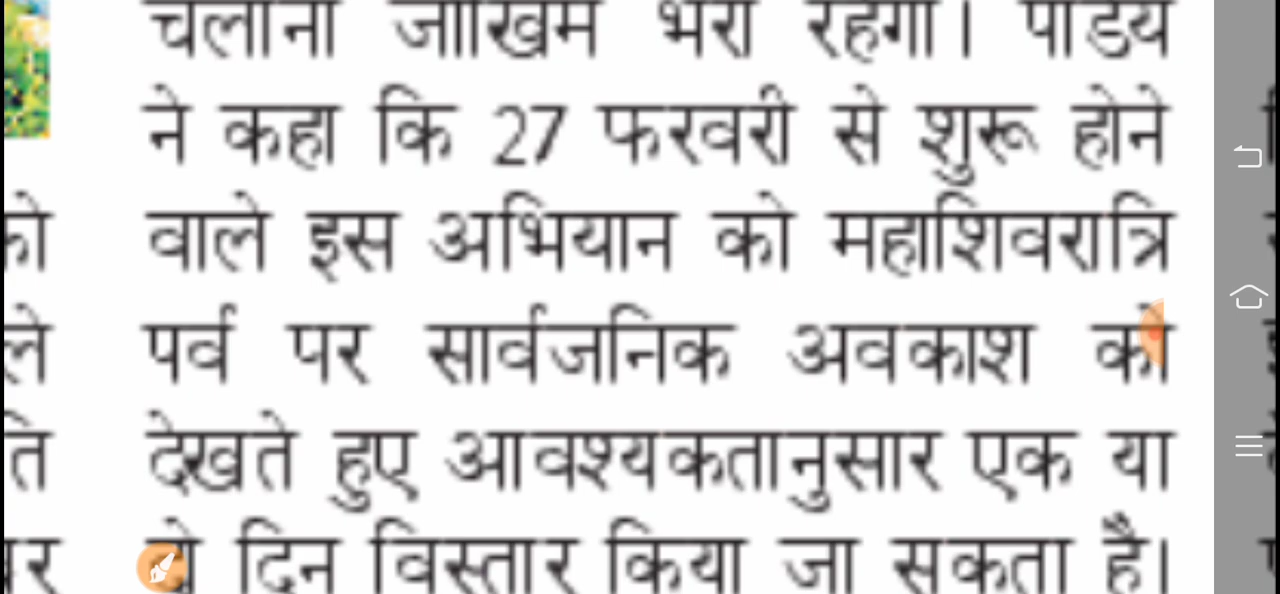 चलाना जोखिम भरा रहेगा। पांडेय
ने कहा कि 27 फरवरी से शुरू होने
को वाले इस अभियान को महाशिवरात्रि
ले पर्व पर सार्वजनिक अवकाश को
ति देखते हुए आवश्यकतानुसार एक या
दिन विस्तार किया जा सकता है।